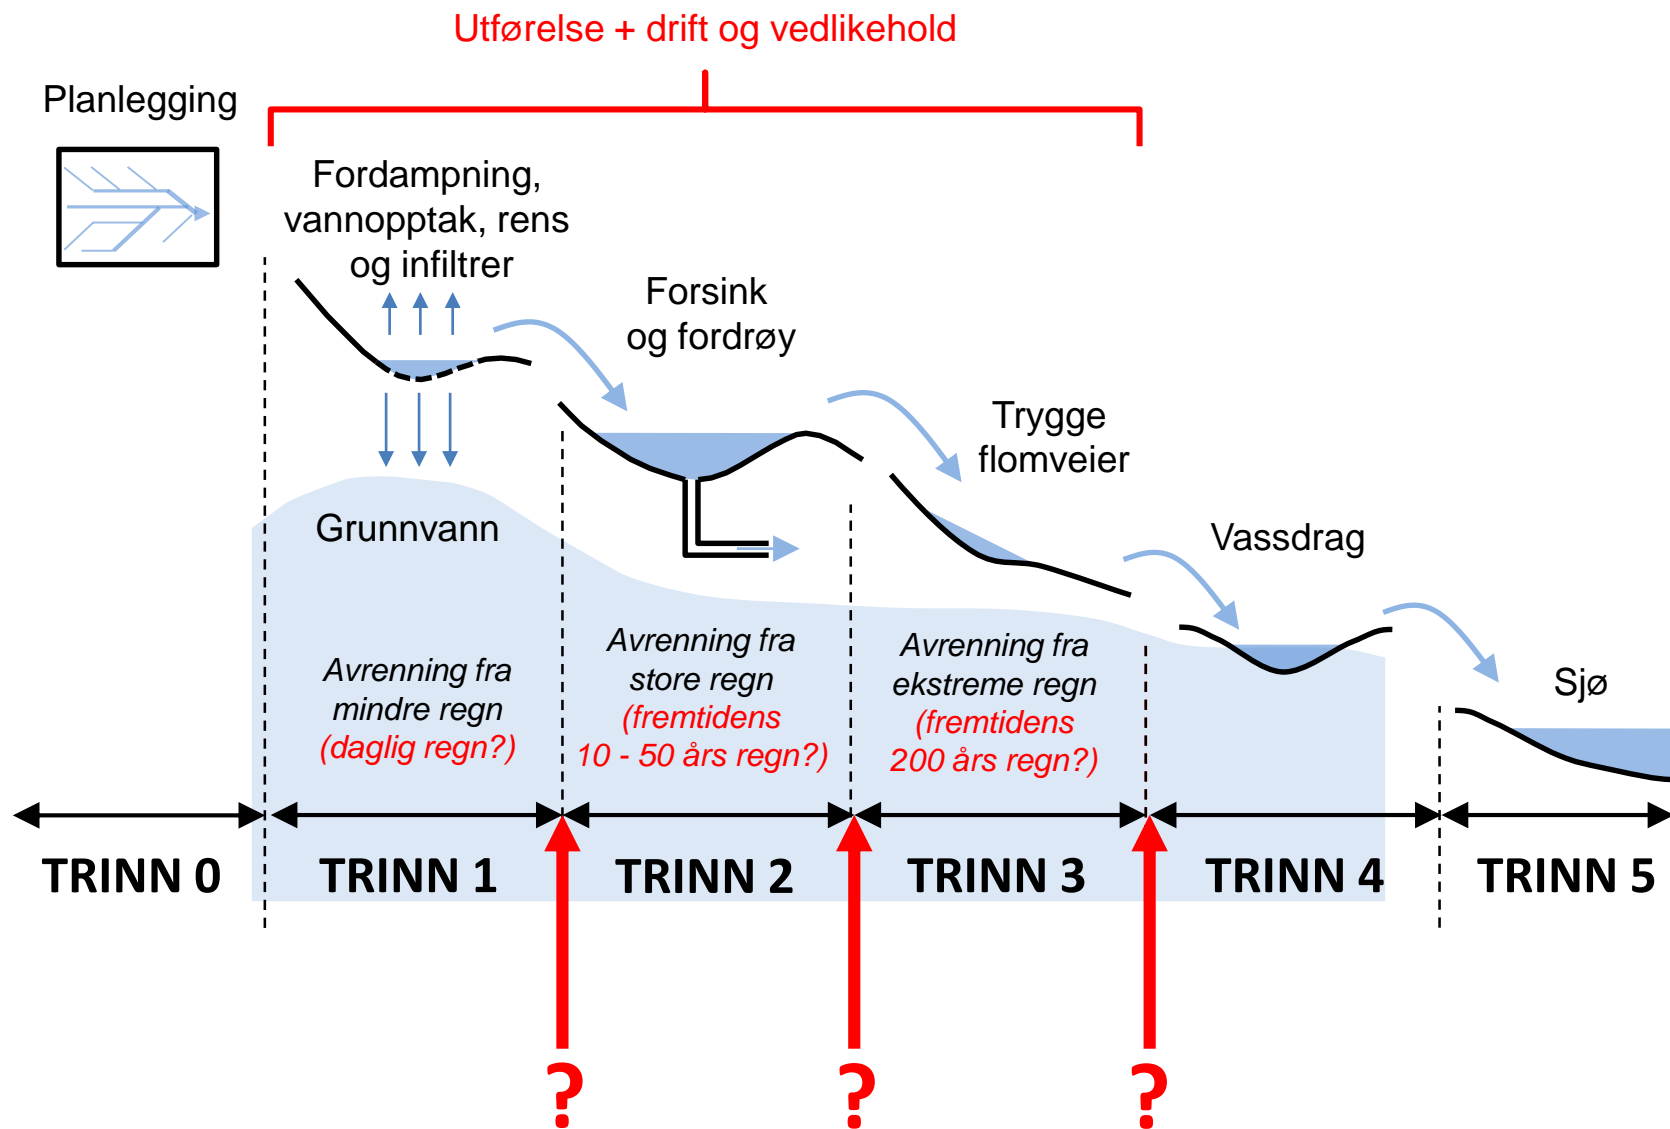 Utførelse + drift og vedlikehold
Planlegging
Fordampning,
vannopptak, rens
og infiltrer
Forsink
og fordrøy
Trygge
flomveier
Vassdrag
Sjø
Grunnvann
Avrenning fra
mindre regn
(daglig regn?)
Avrenning fra
store regn
(fremtidens
10 - 50 års regn?)
Avrenning fra
ekstreme regn
(fremtidens
200 års regn?)
TRINN 0
TRINN 1
TRINN 2
TRINN 3
TRINN 4
TRINN 5
?
?
?